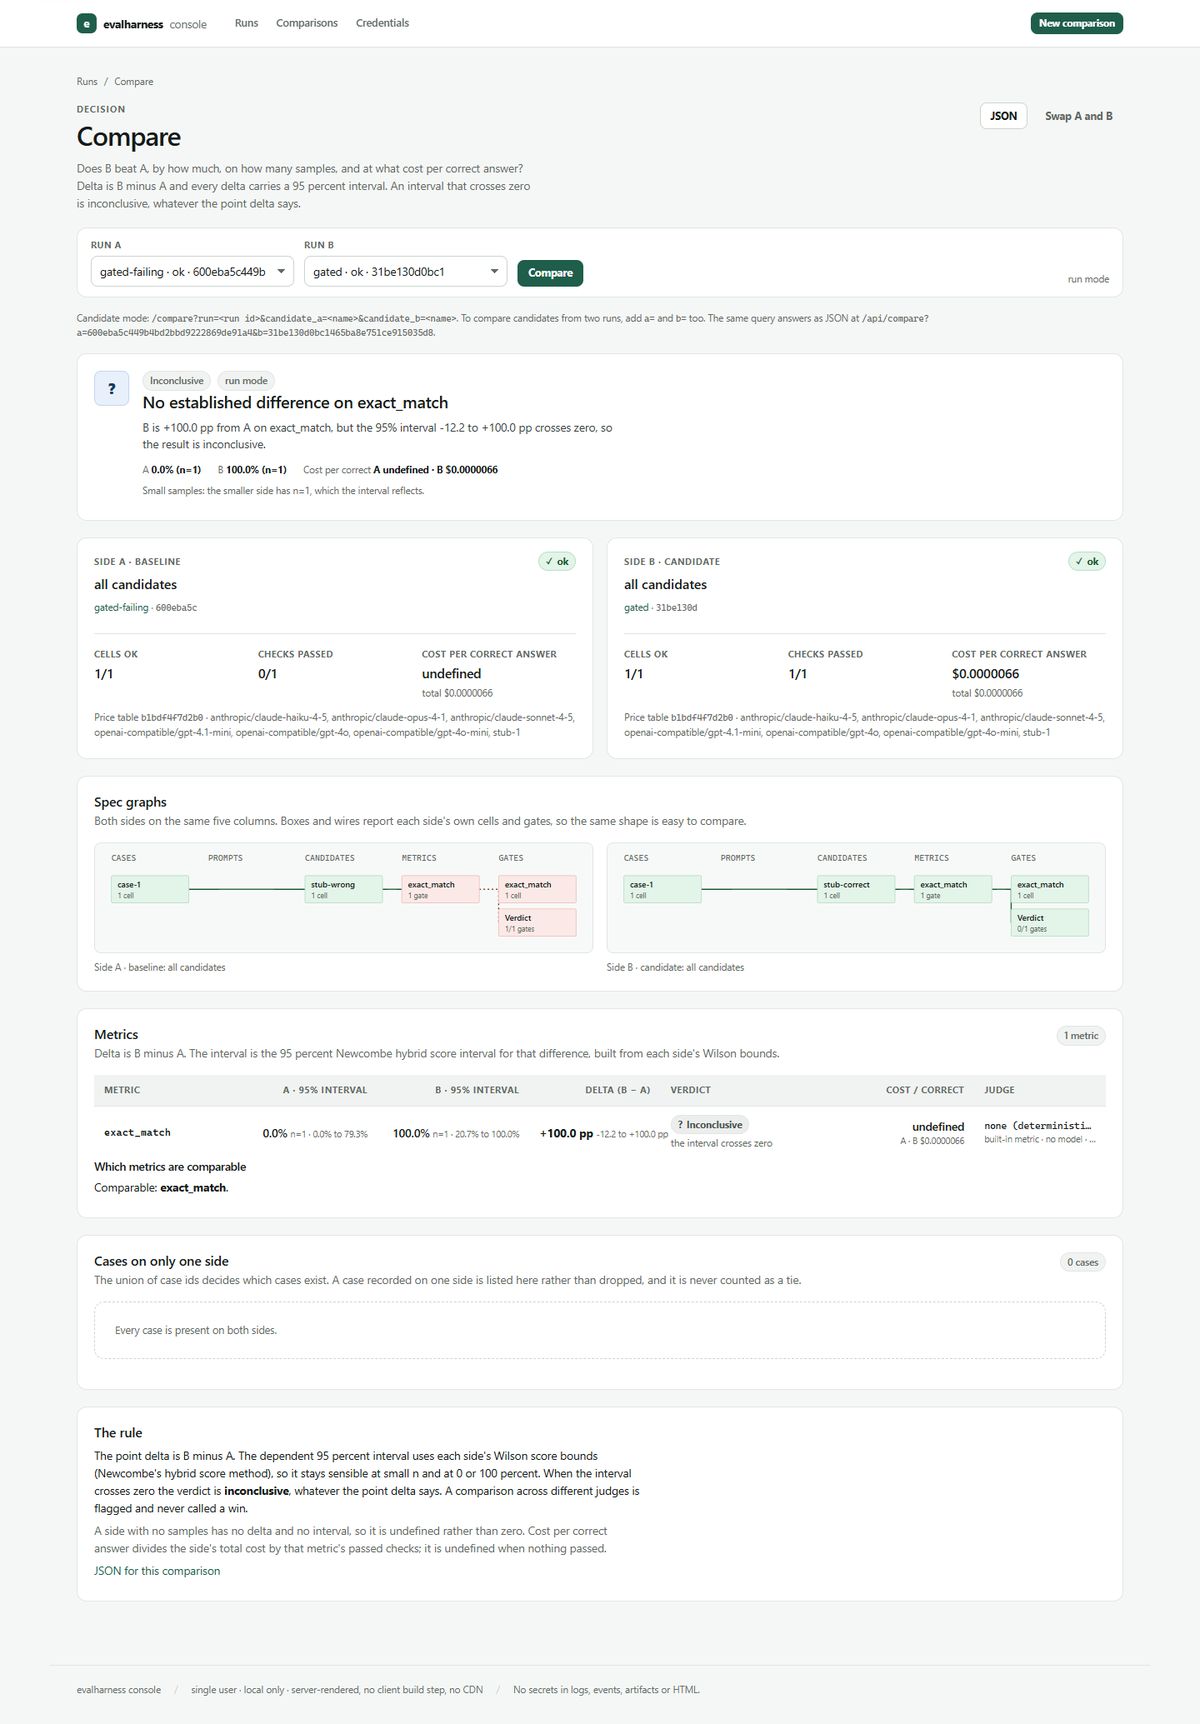 e evalharness console Runs Comparisons Credentials New comparison
Runs / Compare
DECISION
Compare
JSON Swap A and B
Does B beat A, by how much, on how many samples, and at what cost per correct answer?
Delta is B minus A and every delta carries a 95 percent interval. An interval that crosses zero
is inconclusive, whatever the point delta says.
RUN A RUN B
gated-failing · ok · 600eba5c449b gated · ok · 31be130d0bc1 Compare
run mode
Candidate mode: /compare?run=<run id>&candidate_a=<name>&candidate_b=<name>. To compare candidates from two runs, add a= and b= too. The same query answers as JSON at /api/compare?
a=600eba5c449b4bd2bbd9222869de91a4&b=31be130d0bc1465ba8e751ce915035d8.
? Inconclusive run mode
No established difference on exact_match
B is +100.0 pp from A on exact_match, but the 95% interval -12.2 to +100.0 pp crosses zero, so
the result is inconclusive.
A 0.0% (n=1) B 100.0% (n=1) Cost per correct A undefined · B $0.0000066
Small samples: the smaller side has n=1, which the interval reflects.
SIDE A · BASELINE ✓ ok
all candidates
gated-failing · 600eba5c
CELLS OK CHECKS PASSED COST PER CORRECT ANSWER
1/1 0/1 undefined
total $0.0000066
Price table b1bdf4f7d2b0 · anthropic/claude-haiku-4-5, anthropic/claude-opus-4-1, anthropic/claude-sonnet-4-5,
openai-compatible/gpt-4.1-mini, openai-compatible/gpt-4o, openai-compatible/gpt-4o-mini, stub-1
SIDE B · CANDIDATE ✓ ok
all candidates
gated · 31be130d
CELLS OK CHECKS PASSED COST PER CORRECT ANSWER
1/1 1/1 $0.0000066
total $0.0000066
Price table b1bdf4f7d2b0 · anthropic/claude-haiku-4-5, anthropic/claude-opus-4-1, anthropic/claude-sonnet-4-5,
openai-compatible/gpt-4.1-mini, openai-compatible/gpt-4o, openai-compatible/gpt-4o-mini, stub-1
Spec graphs
Both sides on the same five columns. Boxes and wires report each side's own cells and gates, so the same shape is easy to compare.
CASES PROMPTS CANDIDATES METRICS GATES
case-1 stub-wrong exact_match exact_match
1 cell 1 cell 1 gate 1 cell
Verdict
1/1 gates
Side A · baseline: all candidates
CASES PROMPTS CANDIDATES METRICS GATES
case-1 stub-correct exact_match exact_match
1 cell 1 cell 1 gate 1 cell
Verdict
0/1 gates
Side B · candidate: all candidates
Metrics 1 metric
Delta is B minus A. The interval is the 95 percent Newcombe hybrid score interval for that difference, built from each side's Wilson bounds.
METRIC A · 95% INTERVAL B · 95% INTERVAL DELTA (B − A) VERDICT COST / CORRECT JUDGE
exact_match 0.0% n=1 · 0.0% to 79.3% 100.0% n=1 · 20.7% to 100.0% +100.0 pp -12.2 to +100.0 pp ? Inconclusive undefined none (deterministi…
the interval crosses zero A · B $0.0000066 built-in metric · no model · …
Which metrics are comparable
Comparable: exact_match.
Cases on only one side 0 cases
The union of case ids decides which cases exist. A case recorded on one side is listed here rather than dropped, and it is never counted as a tie.
Every case is present on both sides.
The rule
The point delta is B minus A. The dependent 95 percent interval uses each side's Wilson score bounds
(Newcombe's hybrid score method), so it stays sensible at small n and at 0 or 100 percent. When the interval
crosses zero the verdict is inconclusive, whatever the point delta says. A comparison across different judges is
flagged and never called a win.
A side with no samples has no delta and no interval, so it is undefined rather than zero. Cost per correct
answer divides the side's total cost by that metric's passed checks; it is undefined when nothing passed.
JSON for this comparison
evalharness console / single user · local only · server-rendered, no client build step, no CDN / No secrets in logs, events, artifacts or HTML.